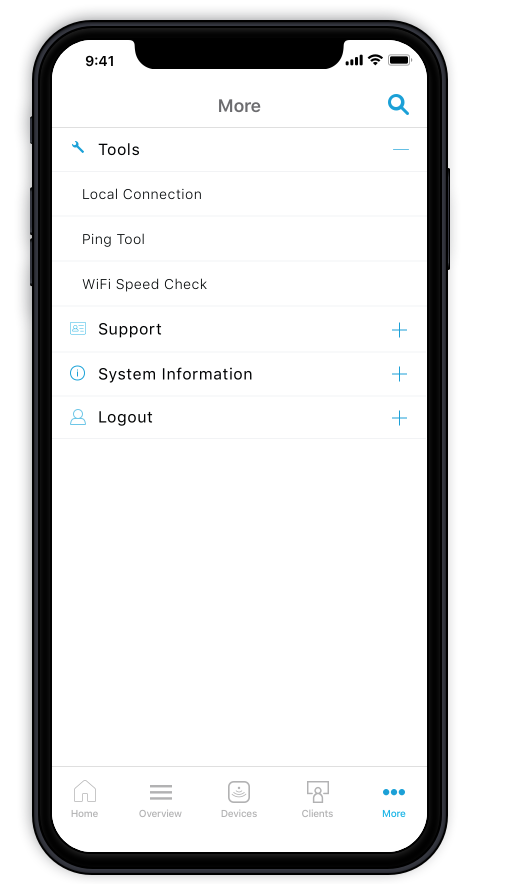 9:41
More
Tools
Local Connection
Ping Tool
WiFi Speed Check
Support
System Information
Logout
Home
Overview
Devices
Clients
More